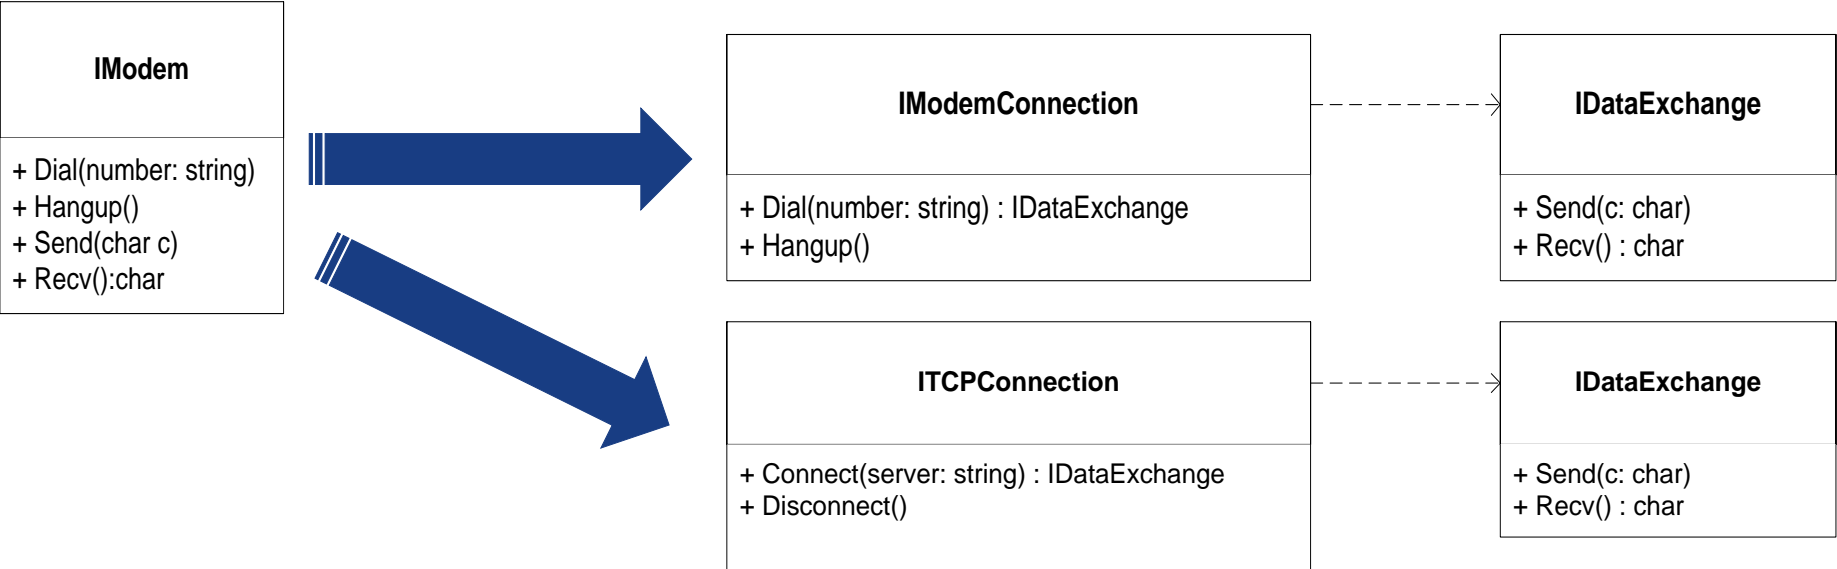 IModem
+ Dial(number: string)
+ Hangup()
+ Send(char c)
+ Recv():char
IModemConnection
+ Dial(number: string) : IDataExchange
+ Hangup()
IDataExchange
+ Send(c: char)
+ Recv() : char
ITCPConnection
+ Connect(server: string) : IDataExchange
+ Disconnect()
IDataExchange
+ Send(c: char)
+ Recv() : char